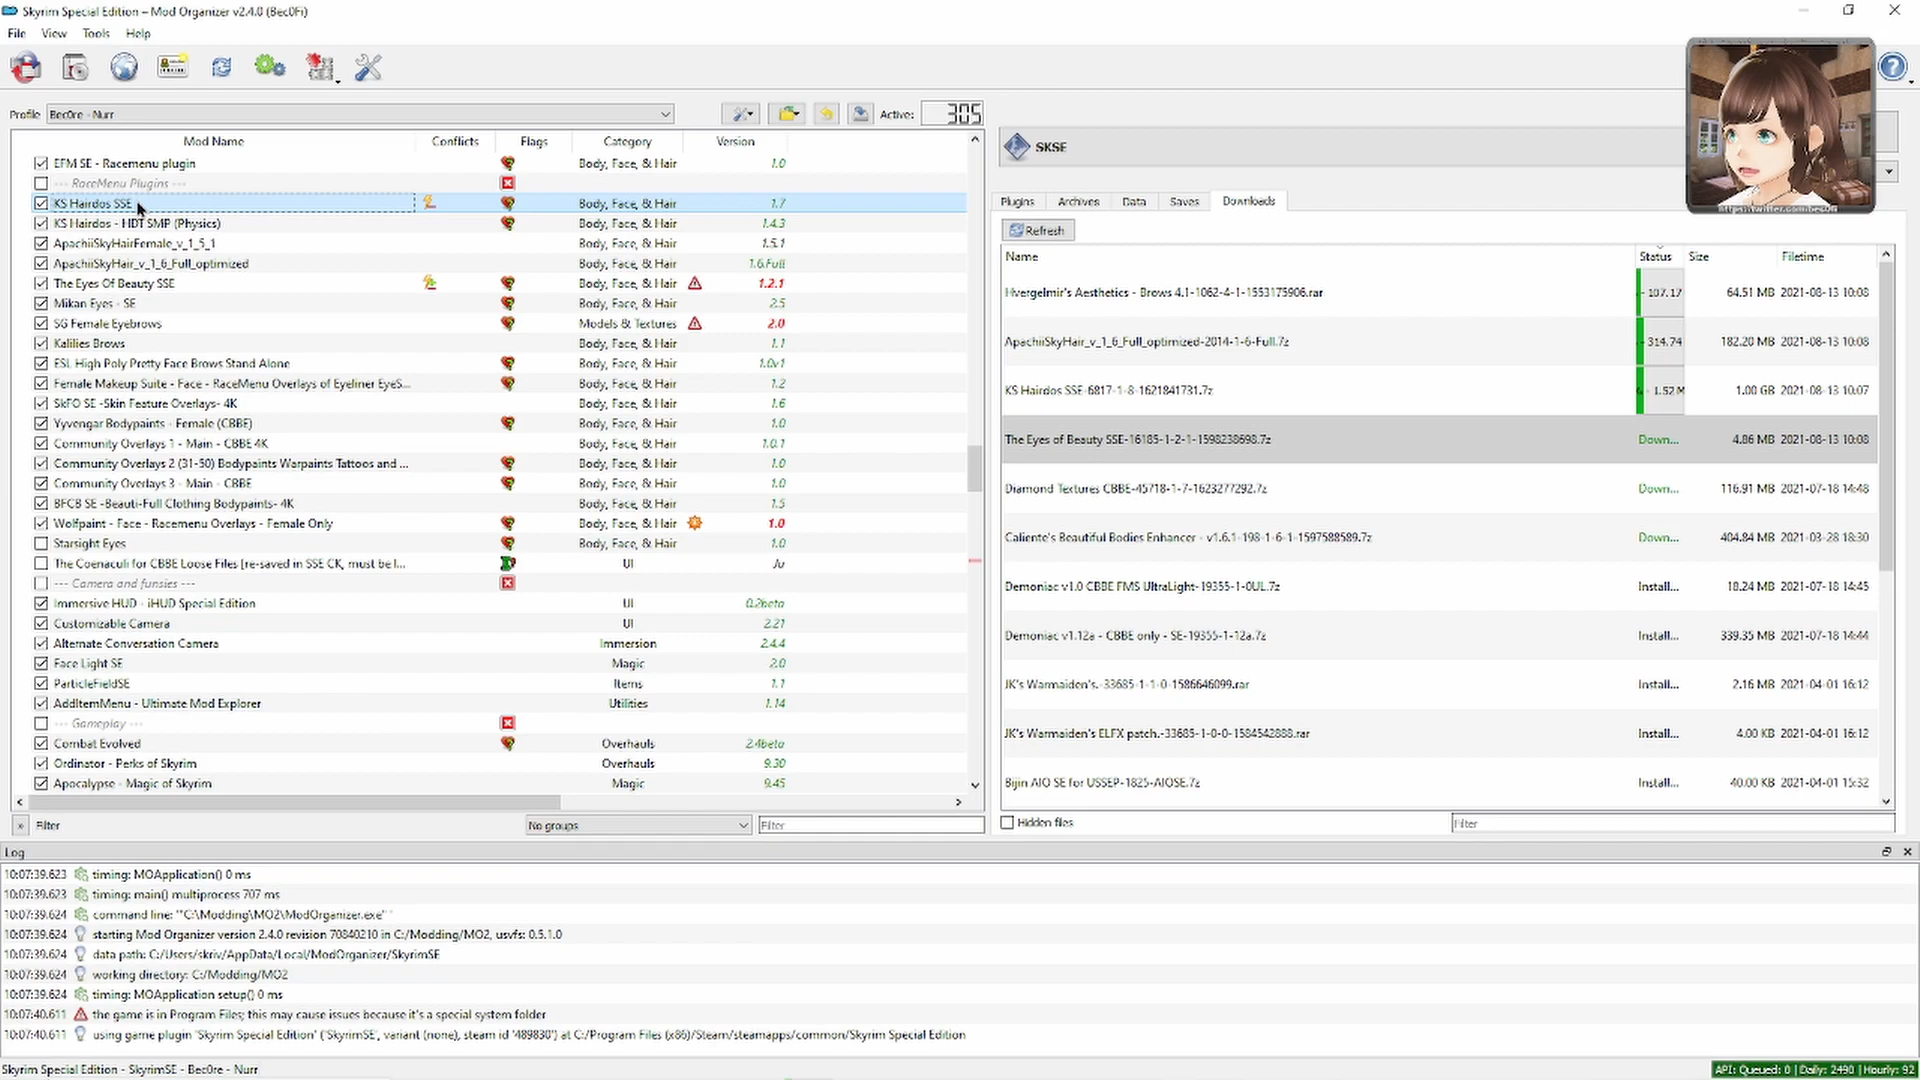 Skyrim Special Edition – Mod Organizer v2.4.0 (Bec0Fi)
File View Tools Help
Profile Bec0re - Nurr Active: 305
Mod Name Conflicts Flags Category Version
EFM SE - Racemenu plugin Body, Face, & Hair 1.0
--- RaceMenu Plugins ---
KS Hairdos SSE Body, Face, & Hair 1.7
KS Hairdos - HDT SMP (Physics) Body, Face, & Hair 1.4.3
ApachiiSkyHairFemale_v_1_5_1 Body, Face, & Hair 1.5.1
ApachiiSkyHair_v_1_6_Full_optimized Body, Face, & Hair 1.6.Full
The Eyes Of Beauty SSE Body, Face, & Hair 1.2.1
Mikan Eyes - SE Body, Face, & Hair 2.5
SG Female Eyebrows Models & Textures 2.0
Kalilies Brows Body, Face, & Hair 1.1
ESL High Poly Pretty Face Brows Stand Alone Body, Face, & Hair 1.0v1
Female Makeup Suite - Face - RaceMenu Overlays of Eyeliner EyeS... Body, Face, & Hair 1.2
SkFO SE -Skin Feature Overlays- 4K Body, Face, & Hair 1.6
Yyvengar Bodypaints - Female (CBBE) Body, Face, & Hair 1.0
Community Overlays 1 - Main - CBBE 4K Body, Face, & Hair 1.0.1
Community Overlays 2 (31-50) Bodypaints Warpaints Tattoos and ... Body, Face, & Hair 1.0
Community Overlays 3 - Main - CBBE Body, Face, & Hair 1.0
BFCB SE -Beauti-Full Clothing Bodypaints- 4K Body, Face, & Hair 1.5
Wolfpaint - Face - Racemenu Overlays - Female Only Body, Face, & Hair 1.0
Starsight Eyes Body, Face, & Hair 1.0
The Coenaculi for CBBE Loose Files [re-saved in SSE CK, must be l... UI Ju
--- Camera and funsies ---
Immersive HUD - iHUD Special Edition UI 0.2beta
Customizable Camera UI 2.21
Alternate Conversation Camera Immersion 2.4.4
Face Light SE Magic 2.0
ParticleFieldSE Items 1.1
AddItemMenu - Ultimate Mod Explorer Utilities 1.14
--- Gameplay ---
Combat Evolved Overhauls 2.4beta
Ordinator - Perks of Skyrim Overhauls 9.30
Apocalypse - Magic of Skyrim Magic 9.45
» Filter No groups Filter
SKSE
Plugins Archives Data Saves Downloads
Refresh
Name Status Size Filetime
Hvergelmir's Aesthetics - Brows 4.1-1062-4-1-1553175906.rar - 107.17 64.51 MB 2021-08-13 10:08
ApachiiSkyHair_v_1_6_Full_optimized-2014-1-6-Full.7z - 314.74 182.20 MB 2021-08-13 10:08
KS Hairdos SSE-6817-1-8-1621841731.7z - 1.52 M 1.00 GB 2021-08-13 10:07
The Eyes of Beauty SSE-16185-1-2-1-1598238698.7z Down... 4.86 MB 2021-08-13 10:08
Diamond Textures CBBE-45718-1-7-1623277292.7z Down... 116.91 MB 2021-07-18 14:48
Caliente's Beautiful Bodies Enhancer - v1.6.1-198-1-6-1-1597588589.7z Down... 404.84 MB 2021-03-28 18:30
Demoniac v1.0 CBBE FMS UltraLight-19355-1-0UL.7z Install... 18.24 MB 2021-07-18 14:45
Demoniac v1.12a - CBBE only - SE-19355-1-12a.7z Install... 339.35 MB 2021-07-18 14:44
JK's Warmaiden's.-33685-1-1-0-1586646099.rar Install... 2.16 MB 2021-04-01 16:12
JK's Warmaiden's ELFX patch.-33685-1-0-0-1584542888.rar Install... 4.00 KB 2021-04-01 16:12
Bijin AIO SE for USSEP-1825-AIOSE.7z Install... 40.00 KB 2021-04-01 15:32
Hidden files Filter
Log
10:07:39.623 timing: MOApplication() 0 ms
10:07:39.623 timing: main() multiprocess 707 ms
10:07:39.624 command line: '"C:\Modding\MO2\ModOrganizer.exe" '
10:07:39.624 starting Mod Organizer version 2.4.0 revision 70840210 in C:/Modding/MO2, usvfs: 0.5.1.0
10:07:39.624 data path: C:/Users/skriv/AppData/Local/ModOrganizer/SkyrimSE
10:07:39.624 working directory: C:/Modding/MO2
10:07:39.624 timing: MOApplication setup() 0 ms
10:07:40.611 the game is in Program Files; this may cause issues because it's a special system folder
10:07:40.611 using game plugin 'Skyrim Special Edition' ('SkyrimSE', variant (none), steam id '489830') at C:/Program Files (x86)/Steam/steamapps/common/Skyrim Special Edition
Skyrim Special Edition - SkyrimSE - Bec0re - Nurr API: Queued: 0 | Daily: 2490 | Hourly: 92